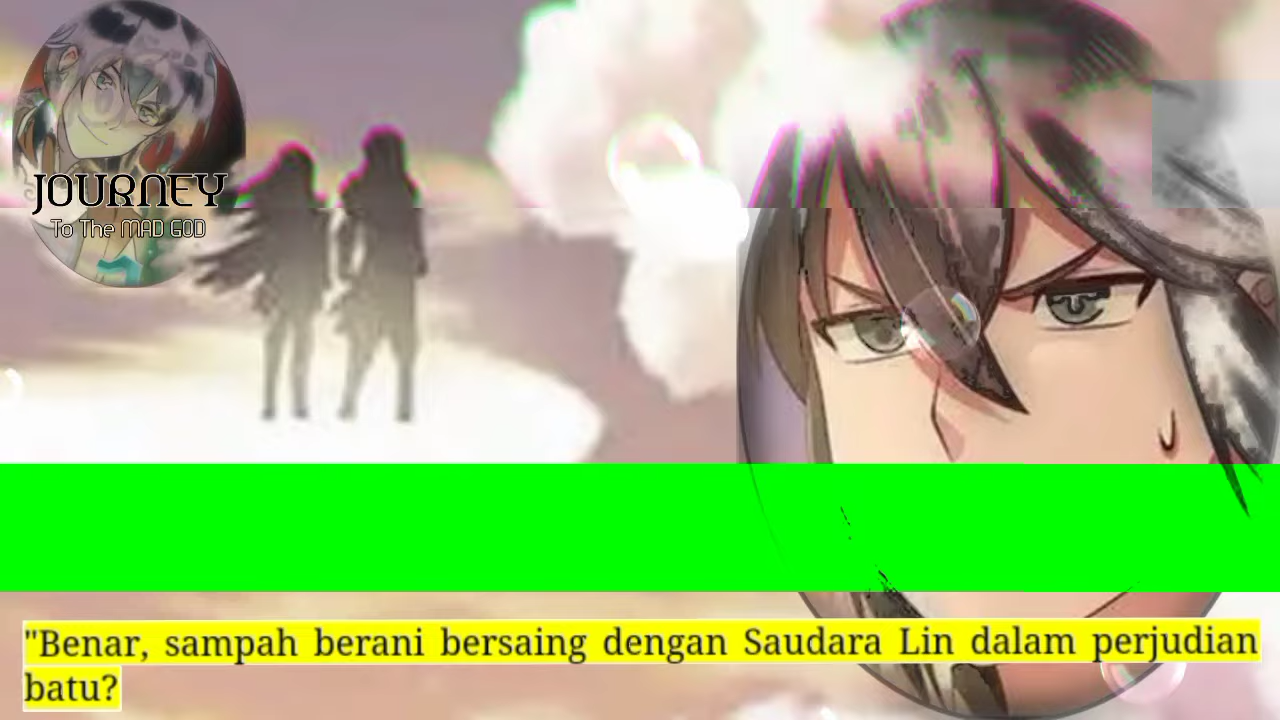 JOURNEY
To The MAD GOD
"Benar, sampah berani bersaing dengan Saudara Lin dalam perjudian
batu?